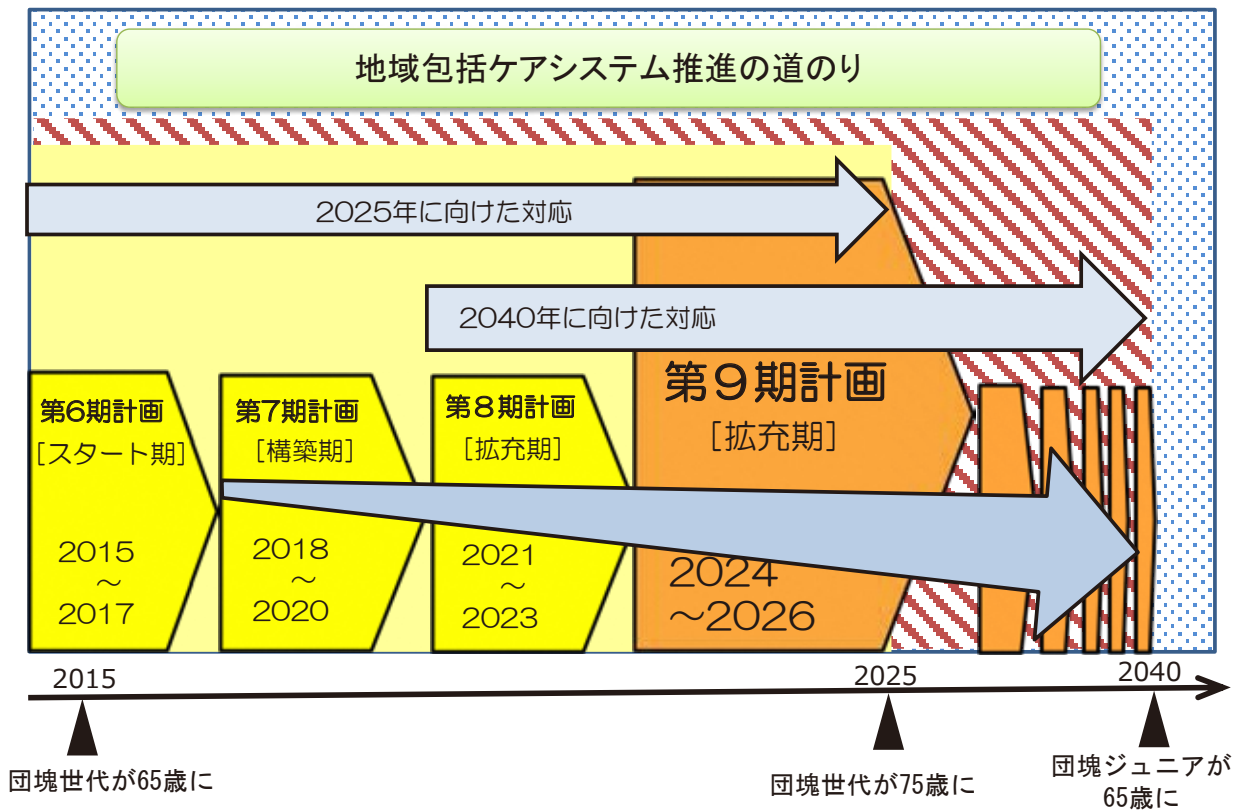 地域包括ケアシステム推進の道のり
2025年に向けた対応
2040年に向けた対応
第6期計画
[スタート期]
2015
～
2017
第7期計画
[構築期]
2018
～
2020
第8期計画
[拡充期]
2021
～
2023
第9期計画
[拡充期]
2024
～2026
2015
2025
2040
団塊世代が65歳に
団塊世代が75歳に
団塊ジュニアが
65歳に